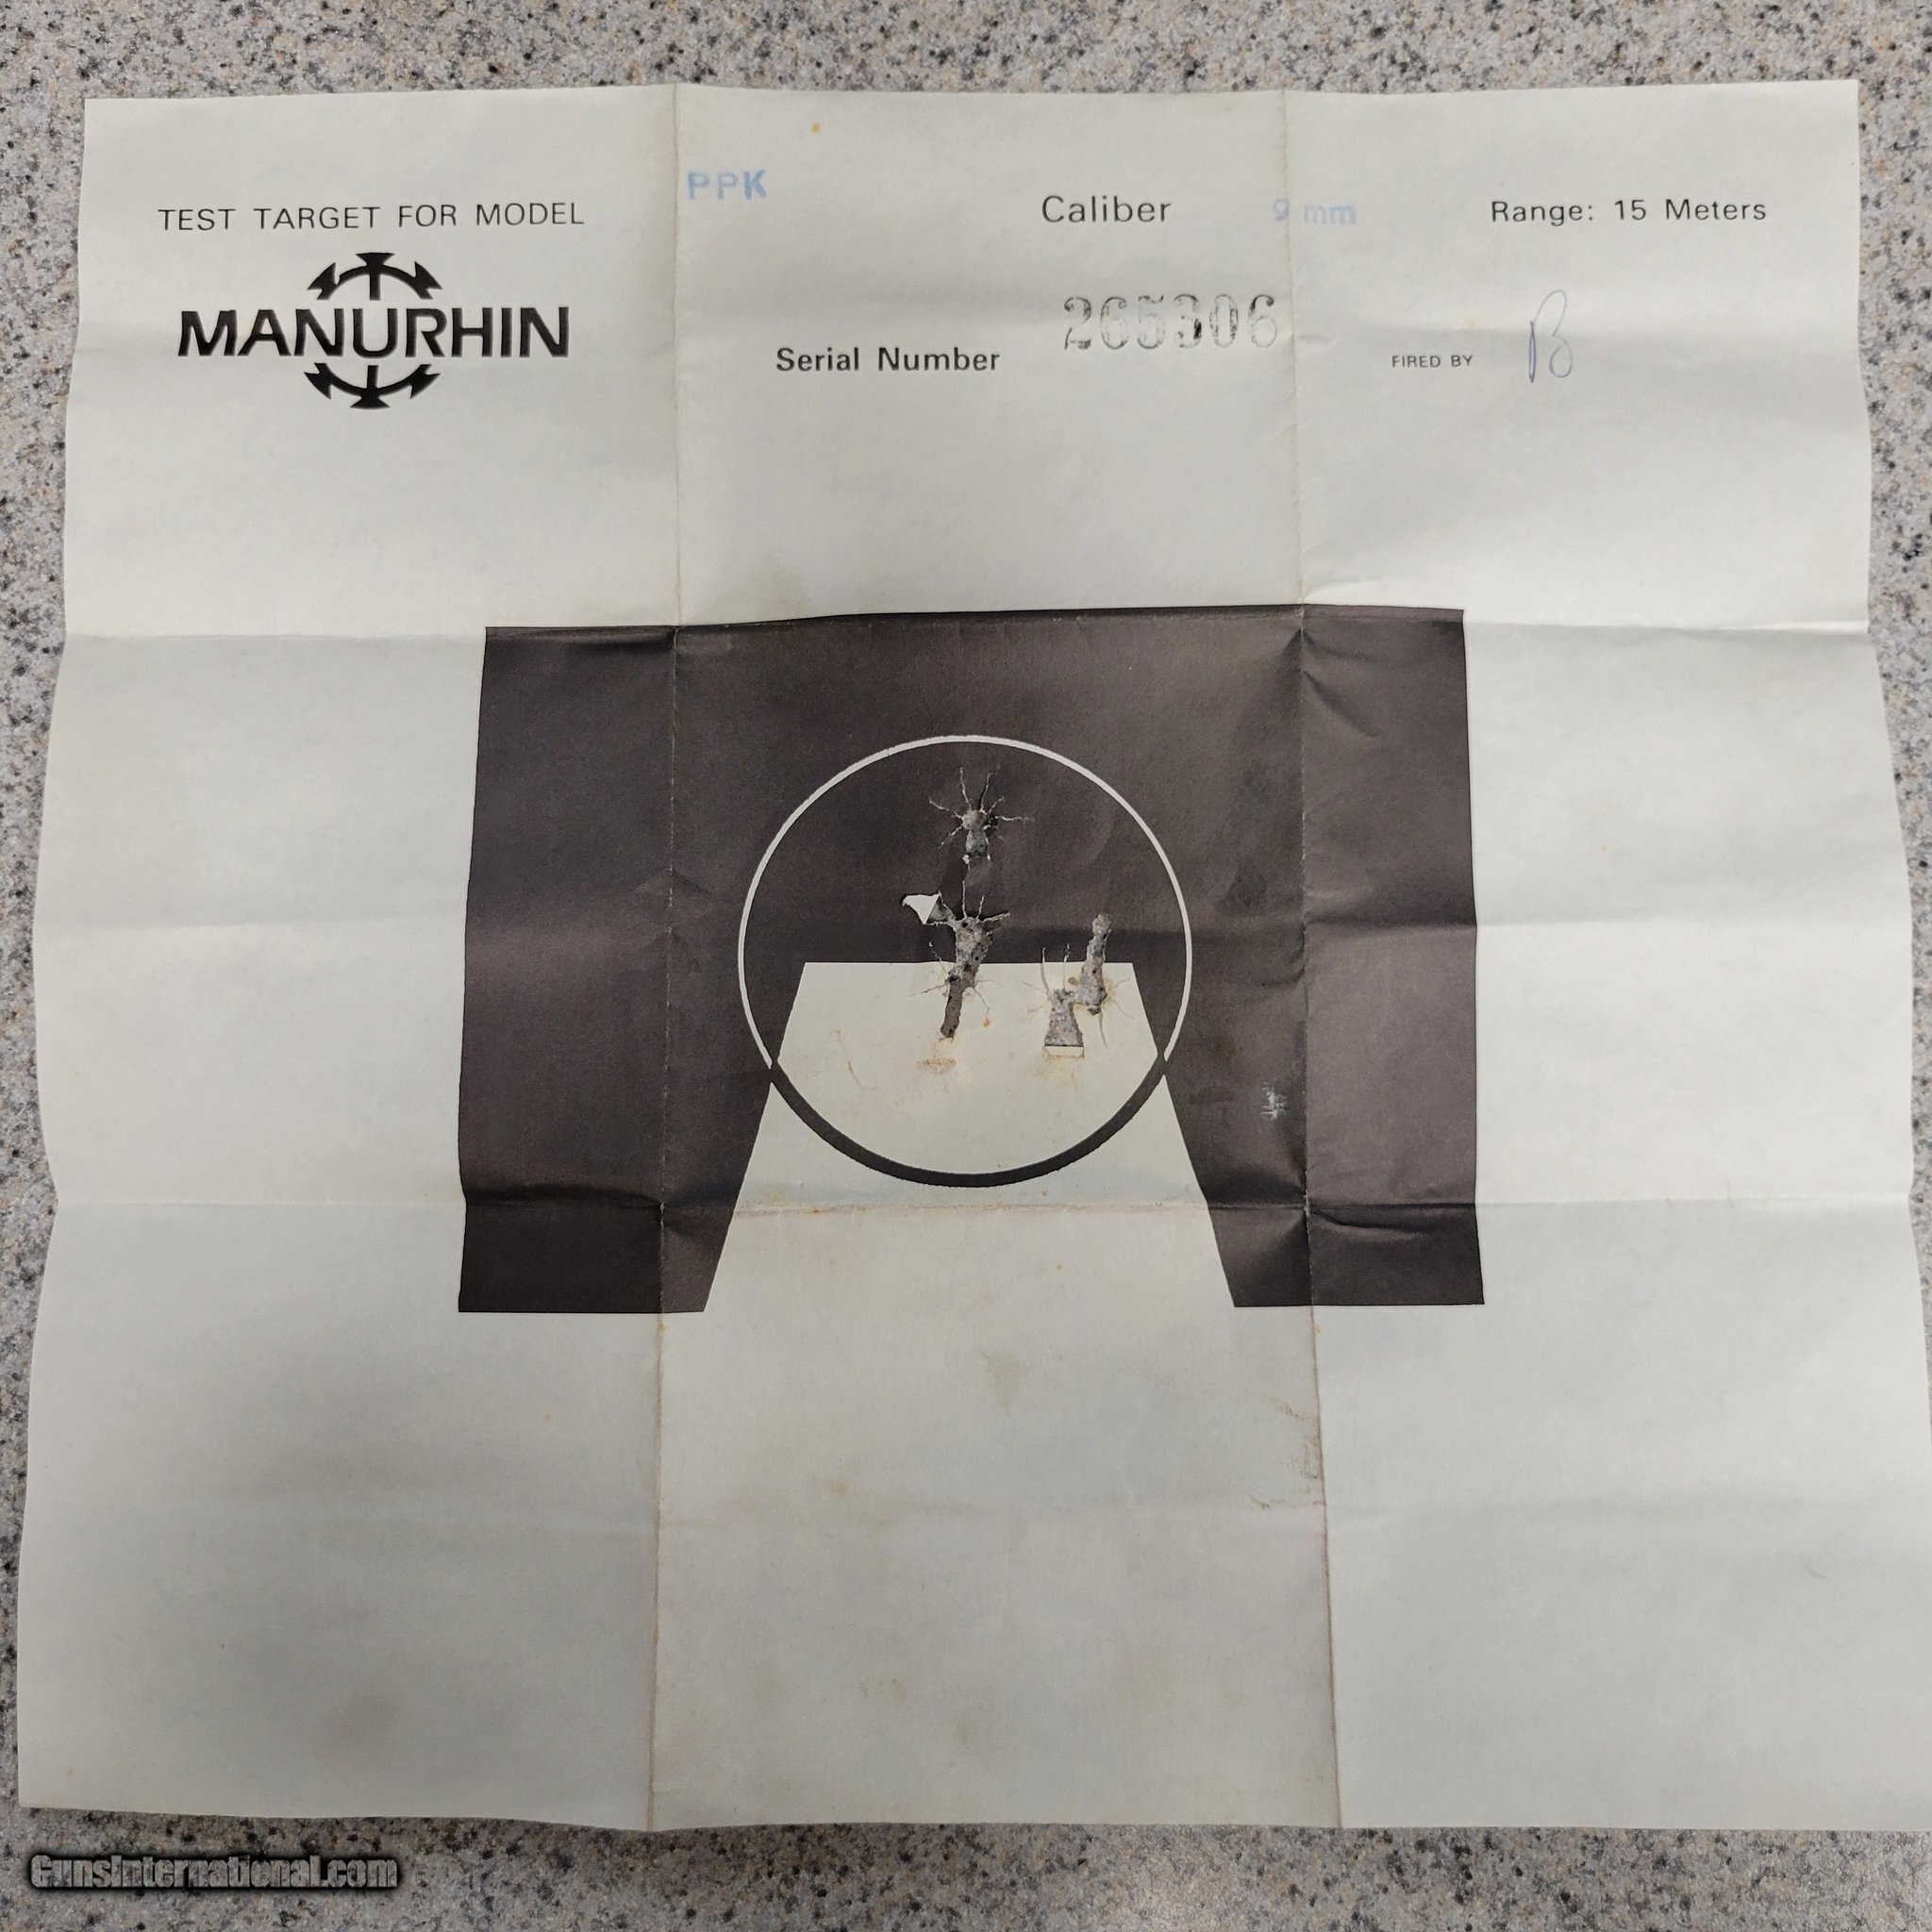 PPK
TEST TARGET FOR MODEL
Caliber 9 mm
Range: 15 Meters
MANURHIN
Serial Number 265306
FIRED BY B
GunsInternational.com